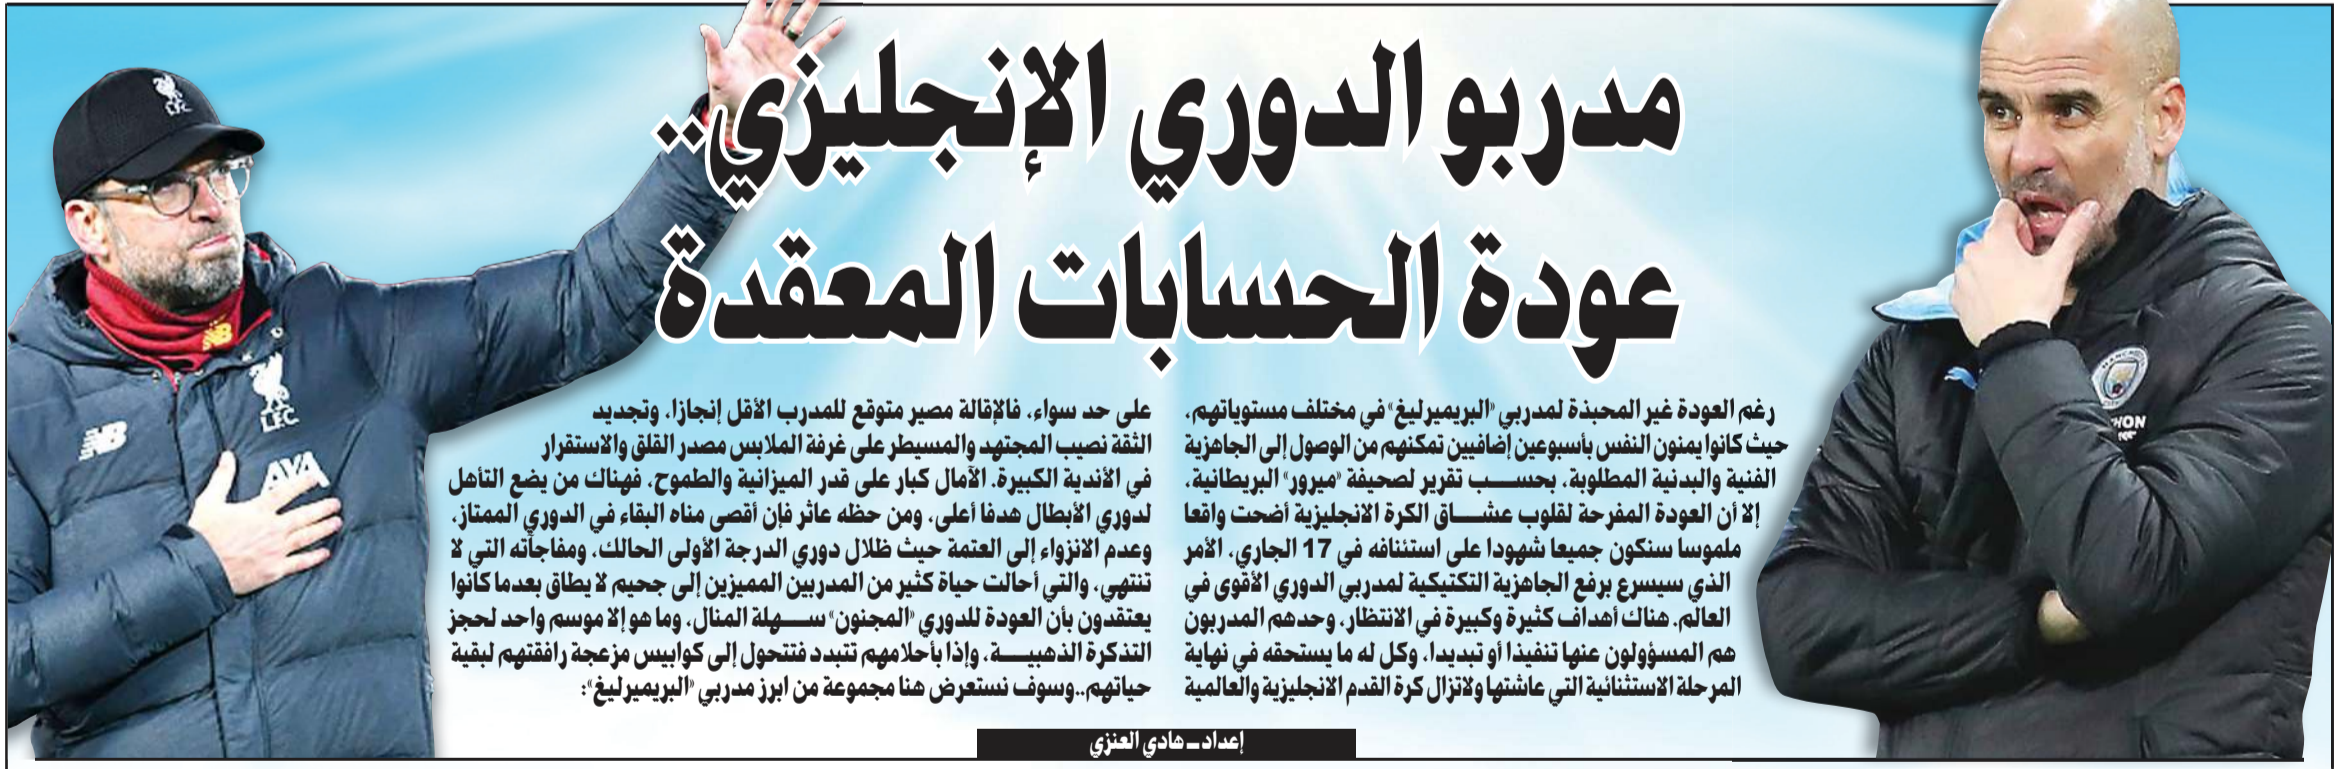 مدربو الدوري الإنجليزي..
عودة الحسابات المعقدة
رغم العودة غير المحبذة لمدربي «البريميرليغ» في مختلف مستوياتهم،
حيث كانوا يمنون النفس بأسبوعين إضافيين تمكنهم من الوصول إلى الجاهزية
الفنية والبدنية المطلوبة، بحسب تقرير لصحيفة «ميرور» البريطانية،
إلا أن العودة المفرحة لقلوب عشاق الكرة الانجليزية أضحت واقعا
ملموسا سنكون جميعا شهودا على استئنافه في 17 الجاري، الأمر
الذي سيسرع برفع الجاهزية التكتيكية لمدربي الدوري الأقوى في
العالم. هناك أهداف كثيرة وكبيرة في الانتظار، وحدهم المدربون
هم المسؤولون عنها تنفيذا أو تبديدا، وكل له ما يستحقه في نهاية
المرحلة الاستثنائية التي عاشتها ولاتزال كرة القدم الانجليزية والعالمية
على حد سواء، فالإقالة مصير متوقع للمدرب الأقل إنجازا، وتجديد
الثقة نصيب المجتهد والمسيطر على غرفة الملابس مصدر القلق والاستقرار
في الأندية الكبيرة. الآمال كبار على قدر الميزانية والطموح، فهناك من يضع التأهل
لدوري الأبطال هدفا أعلى، ومن حظه عاثر فإن أقصى مناه البقاء في الدوري الممتاز،
وعدم الانزواء إلى العتمة حيث ظلال دوري الدرجة الأولى الحالك، ومفاجآته التي لا
تنتهي، والتي أحالت حياة كثير من المدربين المميزين إلى جحيم لا يطاق بعدما كانوا
يعتقدون بأن العودة للدوري «المجنون» سهلة المنال، وما هو إلا موسم واحد لحجز
التذكرة الذهبية، وإذا بأحلامهم تتبدد فتتحول إلى كوابيس مزعجة رافقتهم لبقية
حياتهم..وسوف نستعرض هنا مجموعة من ابرز مدربي «البريميرليغ»:
إعداد ـ هادي العنزي
L.F.C.
NB
L.F.C.
NB
AXA
MANCHESTER